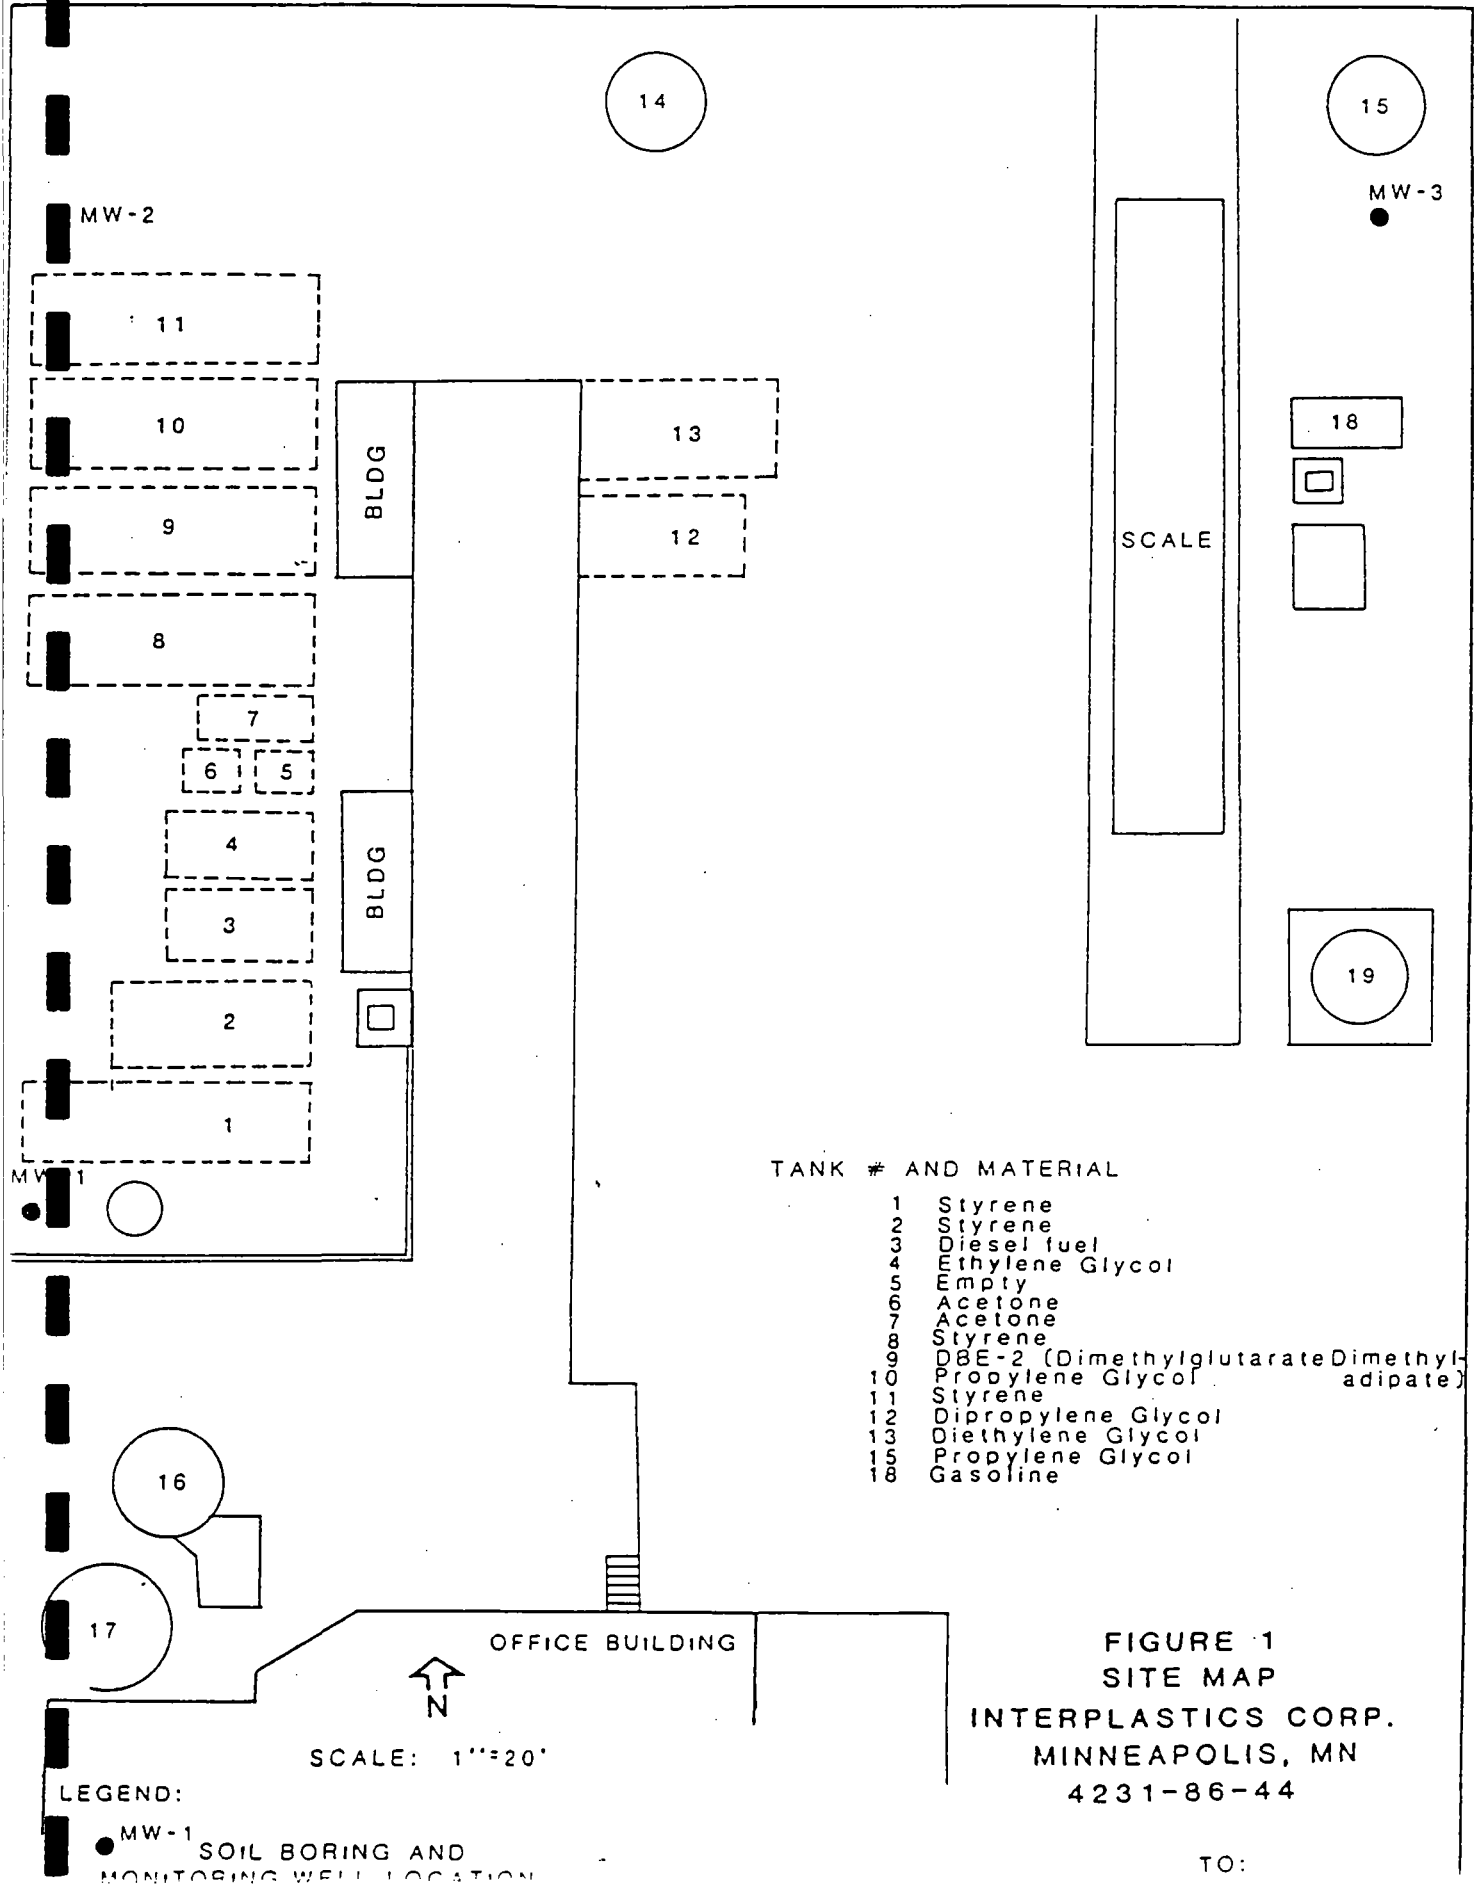 14
15
MW-2
MW-3
11
10
BLDG
13
18
9
12
SCALE
8
7
6
5
4
BLDG
3
19
2
1
MW-1
TANK # AND MATERIAL
1 Styrene
2 Styrene
3 Diesel fuel
4 Ethylene Glycol
5 Empty
6 Acetone
7 Acetone
8 Styrene
9 DBE-2 (Dimethylglutarate Dimethyl-
10 Propylene Glycol adipate)
11 Styrene
12 Dipropylene Glycol
13 Diethylene Glycol
15 Propylene Glycol
18 Gasoline
16
17
OFFICE BUILDING
N
SCALE: 1''=20'
FIGURE 1
SITE MAP
INTERPLASTICS CORP.
MINNEAPOLIS, MN
4231-86-44
LEGEND:
MW-1 SOIL BORING AND
MONITORING WELL LOCATION
TO: